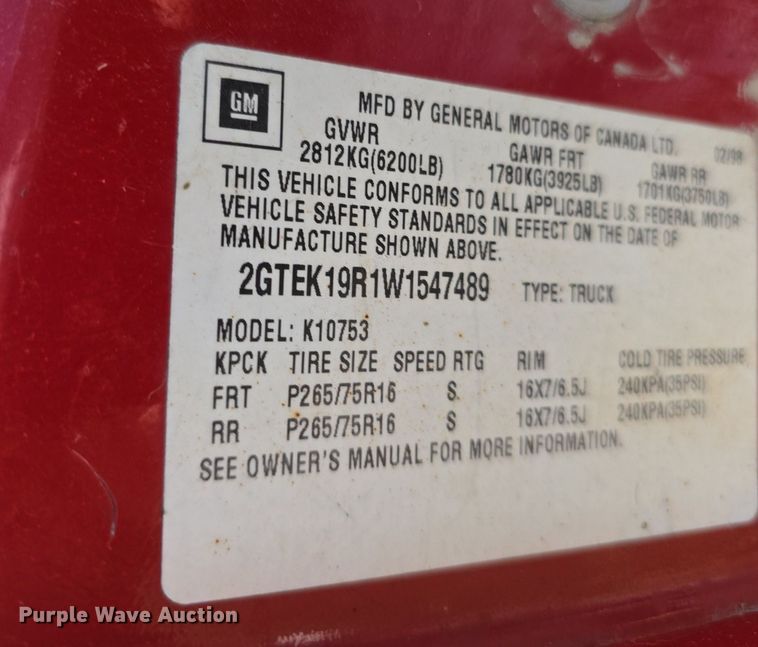 GM
MFD BY GENERAL MOTORS OF CANADA LTD. 02/98
GVWR GAWR FRT GAWR RR
2812KG(6200LB) 1780KG(3925LB) 1701KG(3750LB)
THIS VEHICLE CONFORMS TO ALL APPLICABLE U.S. FEDERAL MOTOR
VEHICLE SAFETY STANDARDS IN EFFECT ON THE DATE OF
MANUFACTURE SHOWN ABOVE.
2GTEK19R1W1547489 TYPE: TRUCK
MODEL: K10753
KPCK TIRE SIZE SPEED RTG RIM COLD TIRE PRESSURE
FRT P265/75R16 S 16X7/6.5J 240KPA(35PSI)
RR P265/75R16 S 16X7/6.5J 240KPA(35PSI)
SEE OWNER'S MANUAL FOR MORE INFORMATION.
Purple Wave Auction